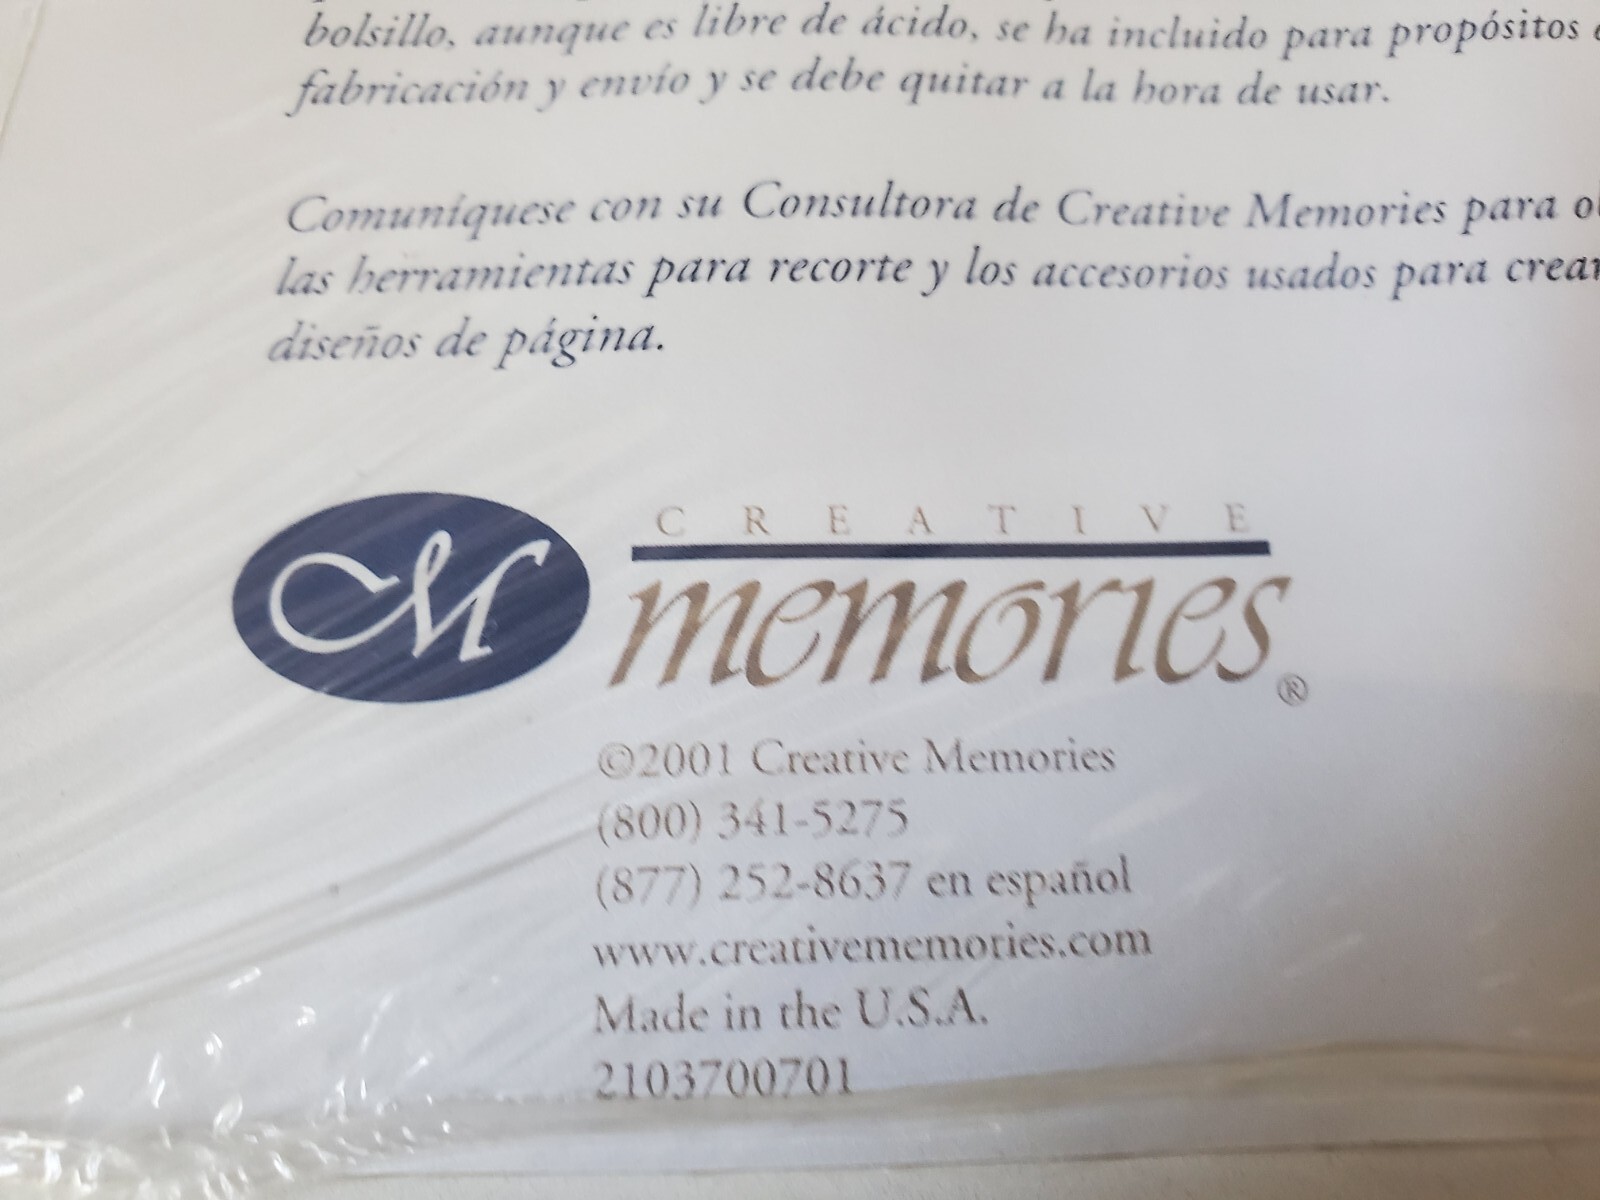 bolsillo, aunque es libre de ácido, se ha incluido para propósitos
fabricación y envío y se debe quitar a la hora de usar.
Comuníquese con su Consultora de Creative Memories para
las herramientas para recorte y los accesorios usados para crear
diseños de página.
M
CREATIVE
memories®
©2001 Creative Memories
(800) 341-5275
(877) 252-8637 en español
www.creativememories.com
Made in the U.S.A.
2103700701